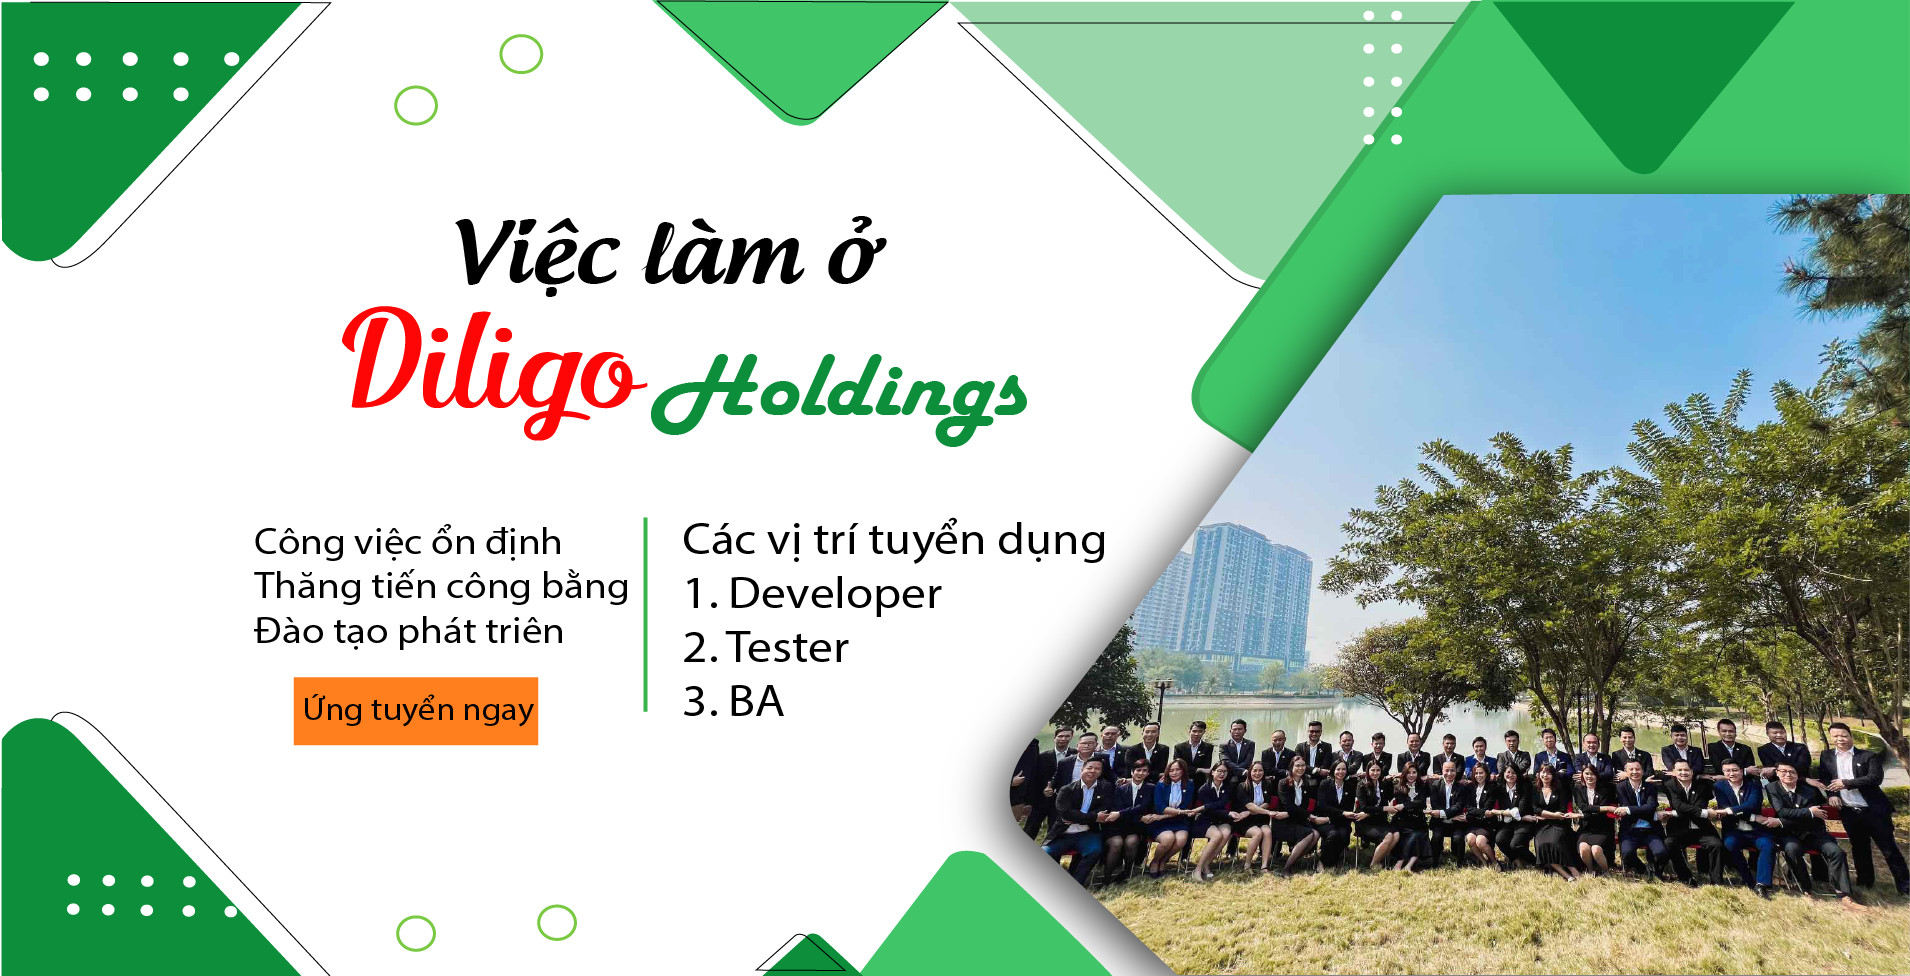 Việc làm ở
Diligo Holdings
Công việc ổn định
Thăng tiến công bằng
Đào tạo phát triên
Ứng tuyển ngay
Các vị trí tuyển dụng
1. Developer
2. Tester
3. BA